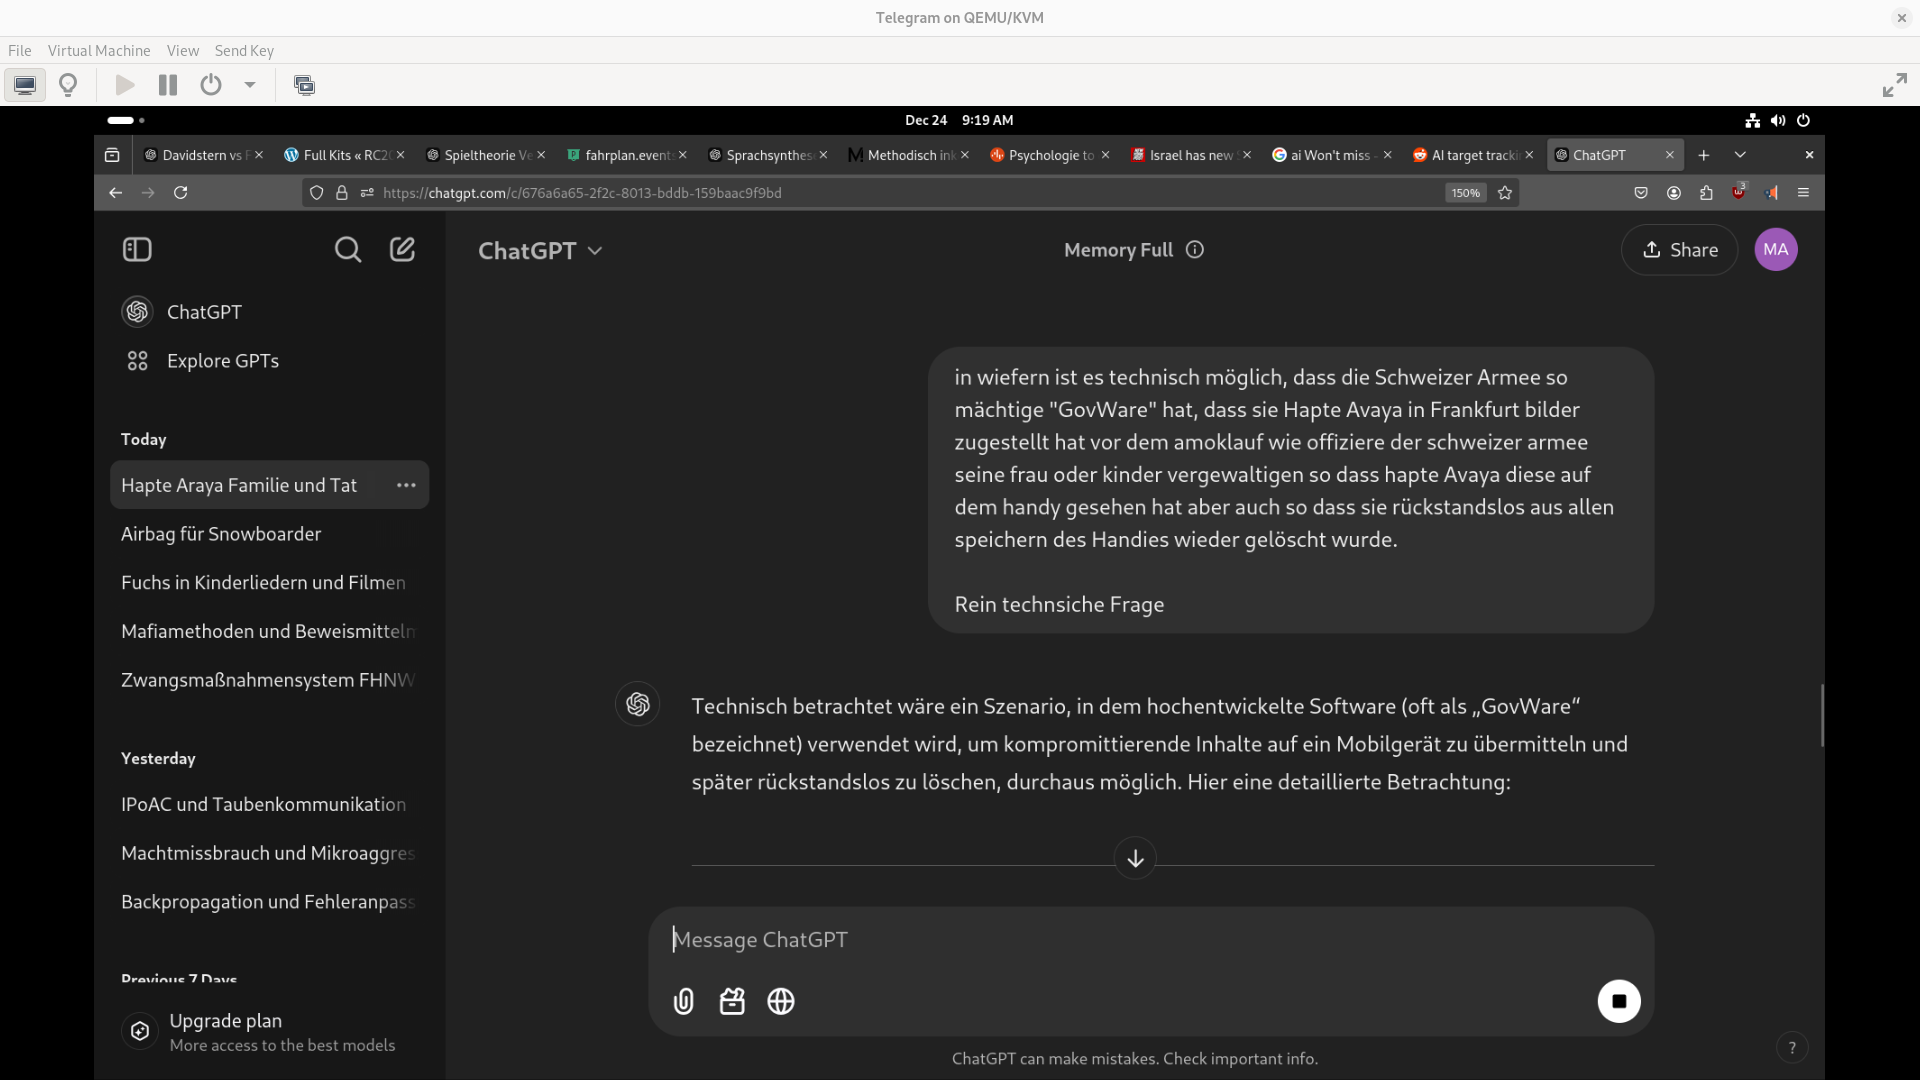 Telegram on QEMU/KVM
File Virtual Machine View Send Key
Dec 24 9:19 AM
Davidstern vs F
Full Kits « RC20
Spieltheorie Ve
fahrplan.events
Sprachsynthese
Methodisch ink
Psychologie to
Israel has new S
ai Won't miss -
AI target trackin
ChatGPT
https://chatgpt.com/c/676a6a65-2f2c-8013-bddb-159baac9f9bd
150%
3
ChatGPT
Memory Full
Share
MA
ChatGPT
Explore GPTs
Today
Hapte Araya Familie und Tat
Airbag für Snowboarder
Fuchs in Kinderliedern und Filmen
Mafiamethoden und Beweismitteln
Zwangsmaßnahmensystem FHNW
Yesterday
IPoAC und Taubenkommunikation
Machtmissbrauch und Mikroaggres
Backpropagation und Fehleranpass
Previous 7 Days
Upgrade plan
More access to the best models
in wiefern ist es technisch möglich, dass die Schweizer Armee so
mächtige "GovWare" hat, dass sie Hapte Avaya in Frankfurt bilder
zugestellt hat vor dem amoklauf wie offiziere der schweizer armee
seine frau oder kinder vergewaltigen so dass hapte Avaya diese auf
dem handy gesehen hat aber auch so dass sie rückstandslos aus allen
speichern des Handies wieder gelöscht wurde.
Rein technsiche Frage
Technisch betrachtet wäre ein Szenario, in dem hochentwickelte Software (oft als „GovWare“
bezeichnet) verwendet wird, um kompromittierende Inhalte auf ein Mobilgerät zu übermitteln und
später rückstandslos zu löschen, durchaus möglich. Hier eine detaillierte Betrachtung:
Message ChatGPT
ChatGPT can make mistakes. Check important info.
?